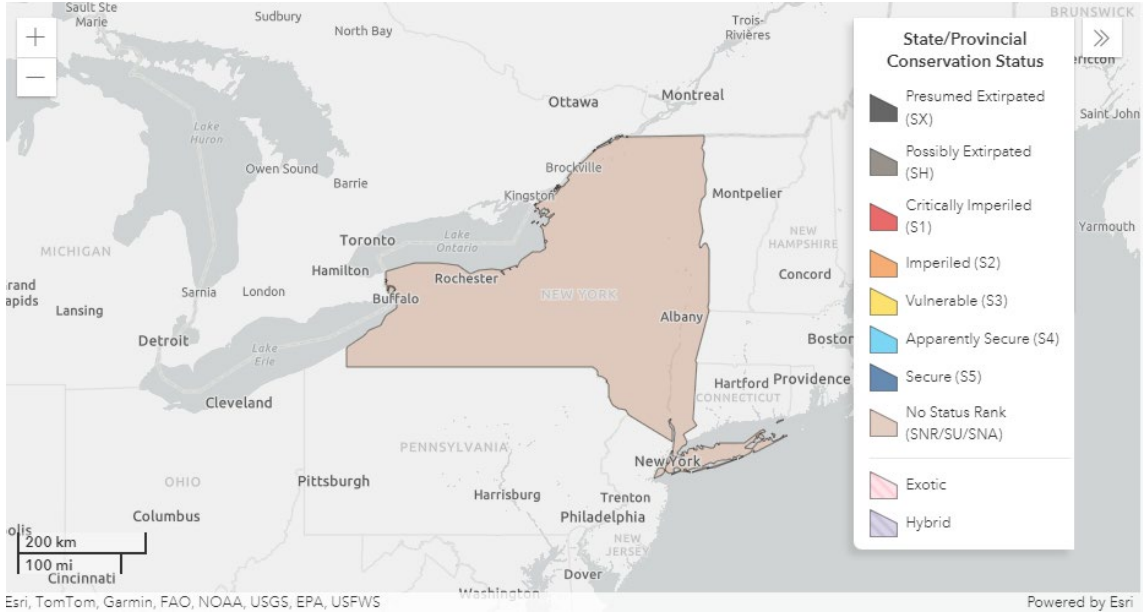 Sault Ste
Marie
Sudbury
North Bay
Trois-
Rivières
BRUNSWICK
+
−
State/Provincial
Conservation Status
Ottawa
Montreal
Presumed Extirpated
(SX)
Saint John
Lake
Huron
Brockville
Possibly Extirpated
(SH)
Owen Sound
Barrie
Kingston
Montpelier
Critically Imperiled
(S1)
Yarmouth
Toronto
Lake
Ontario
NEW
HAMPSHIRE
MICHIGAN
Hamilton
Rochester
Concord
Imperiled (S2)
Sarnia
London
Buffalo
NEW YORK
Vulnerable (S3)
Lansing
Albany
Detroit
Boston
Apparently Secure (S4)
Lake
Erie
Hartford
Providence
Secure (S5)
CONNECTICUT
Cleveland
No Status Rank
(SNR/SU/SNA)
PENNSYLVANIA
New York
OHIO
Pittsburgh
Harrisburg
Trenton
Exotic
Columbus
Philadelphia
Hybrid
200 km
NEW
JERSEY
100 mi
Cincinnati
Dover
Washington
Esri, TomTom, Garmin, FAO, NOAA, USGS, EPA, USFWS
Powered by Esri